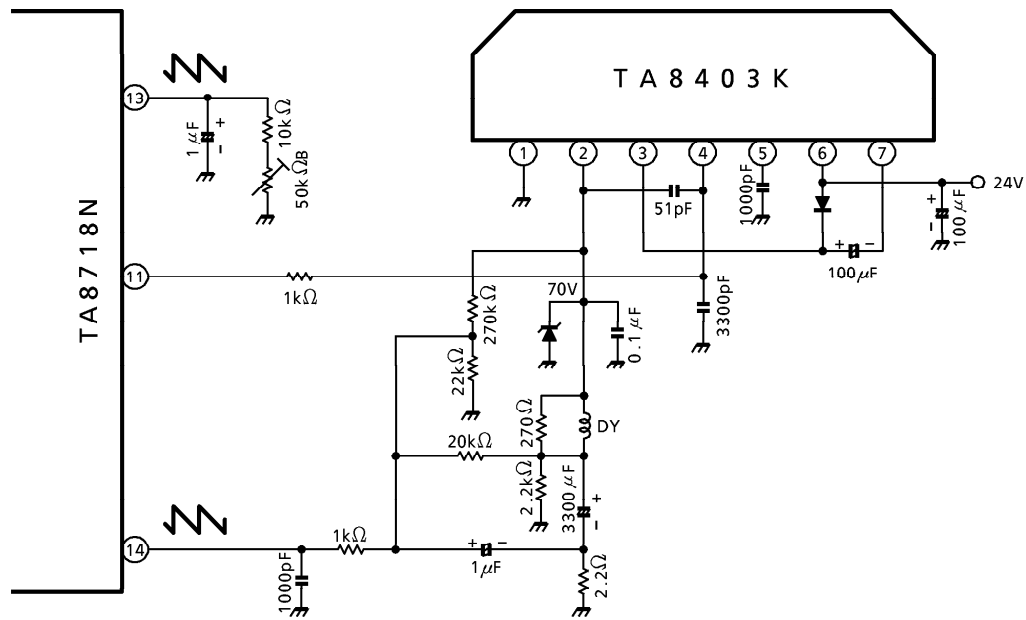 TA8403K
13
1μF
+
-
10kΩ
50kΩB
1
2
3
4
5
6
7
51pF
1000pF
24V
+
-
100μF
+ -
100μF
TA8718N
11
1kΩ
70V
270kΩ
0.1μF
3300pF
22kΩ
270Ω
DY
20kΩ
2.2kΩ
3300μF
+
-
14
1kΩ
+ -
1μF
1000pF
2.2Ω